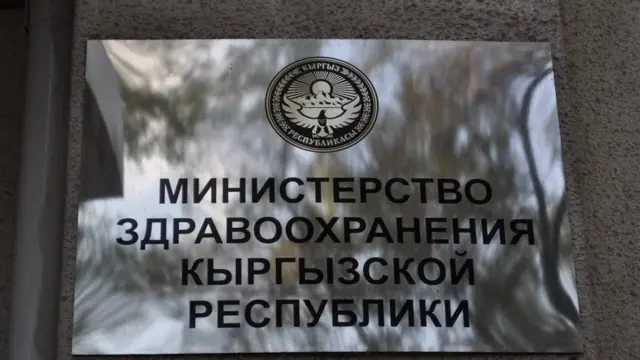 КЫРГЫЗ
РЕСПУБЛИКАСЫ
МИНИСТЕРСТВО
ЗДРАВООХРАНЕНИЯ
КЫРГЫЗСКОЙ
РЕСПУБЛИКИ